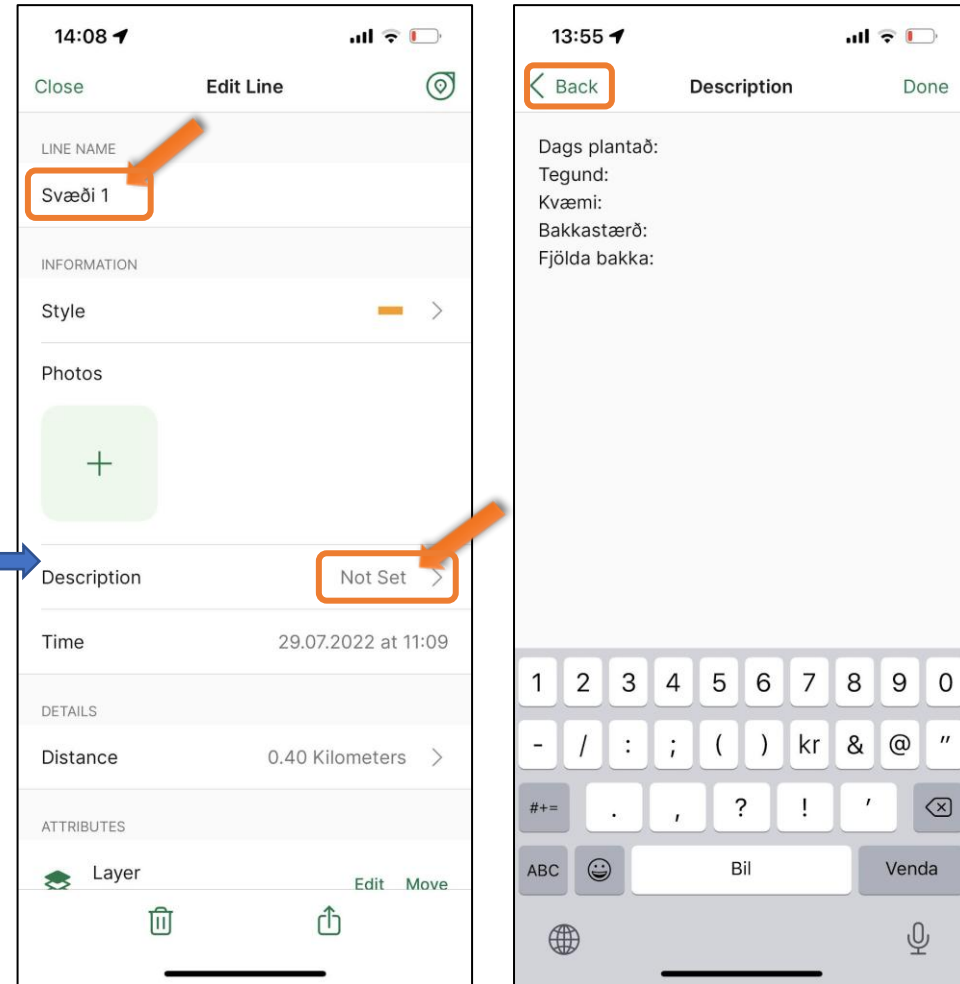 14:08
Close Edit Line
LINE NAME
Svæði 1
INFORMATION
Style
Photos
Description Not Set
Time 29.07.2022 at 11:09
DETAILS
Distance 0.40 Kilometers
ATTRIBUTES
Layer
Edit Move
13:55
Back Description Done
Dags plantað:
Tegund:
Kvæmi:
Bakkastærð:
Fjölda bakka:
1 2 3 4 5 6 7 8 9 0
- / : ; ( ) kr & @ "
#+= . , ? ! '
ABC Bil Venda